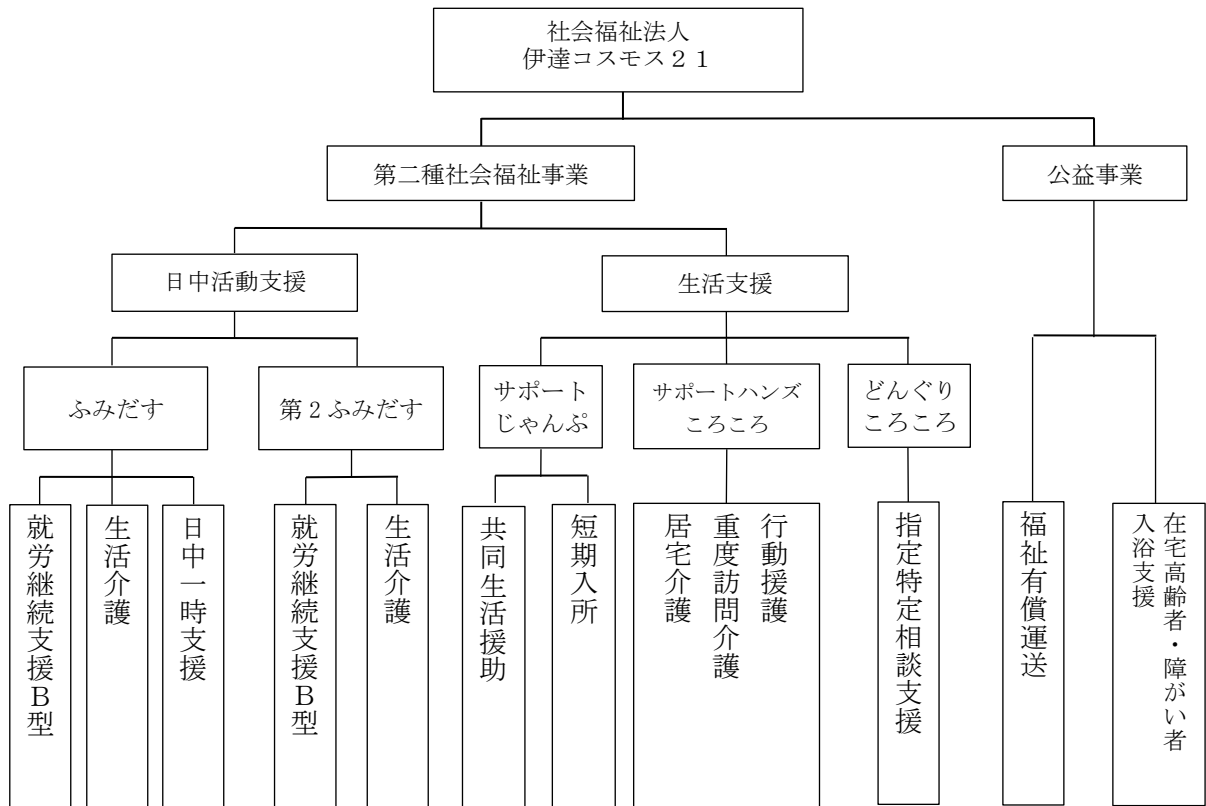 社会福祉法人
伊達コスモス２１
第二種社会福祉事業
公益事業
日中活動支援
生活支援
ふみだす
第２ふみだす
サポート
じゃんぷ
サポートハンズ
ころころ
どんぐり
ころころ
就労継続支援Ｂ型
生活介護
日中一時支援
就労継続支援Ｂ型
生活介護
共同生活援助
短期入所
行動援護
重度訪問介護
居宅介護
指定特定相談支援
福祉有償運送
在宅高齢者・障がい者
入浴支援